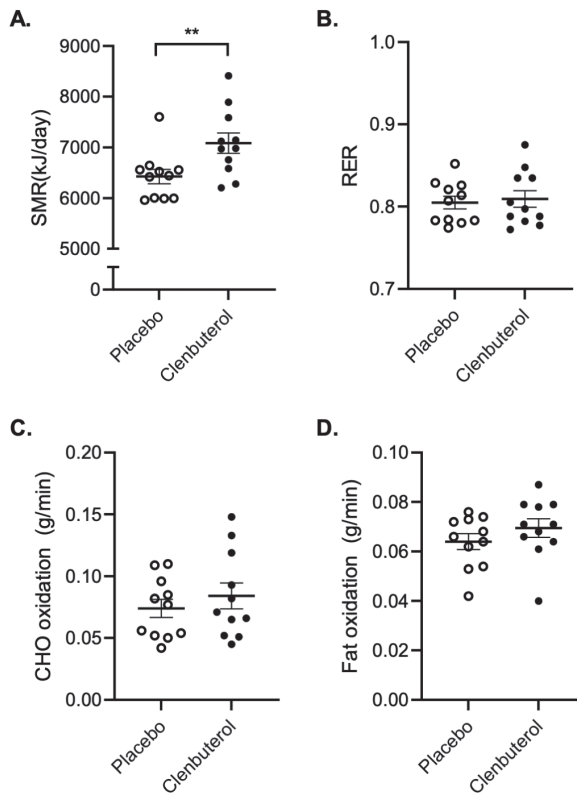 A.
9000
8000
7000
6000
5000
0
SMR(kJ/day)
**
Placebo
Clenbuterol
B.
1.0
0.9
0.8
0.7
RER
Placebo
Clenbuterol
C.
0.20
0.15
0.10
0.05
0.00
CHO oxidation (g/min)
Placebo
Clenbuterol
D.
0.10
0.08
0.06
0.04
0.02
0.00
Fat oxidation (g/min)
Placebo
Clenbuterol